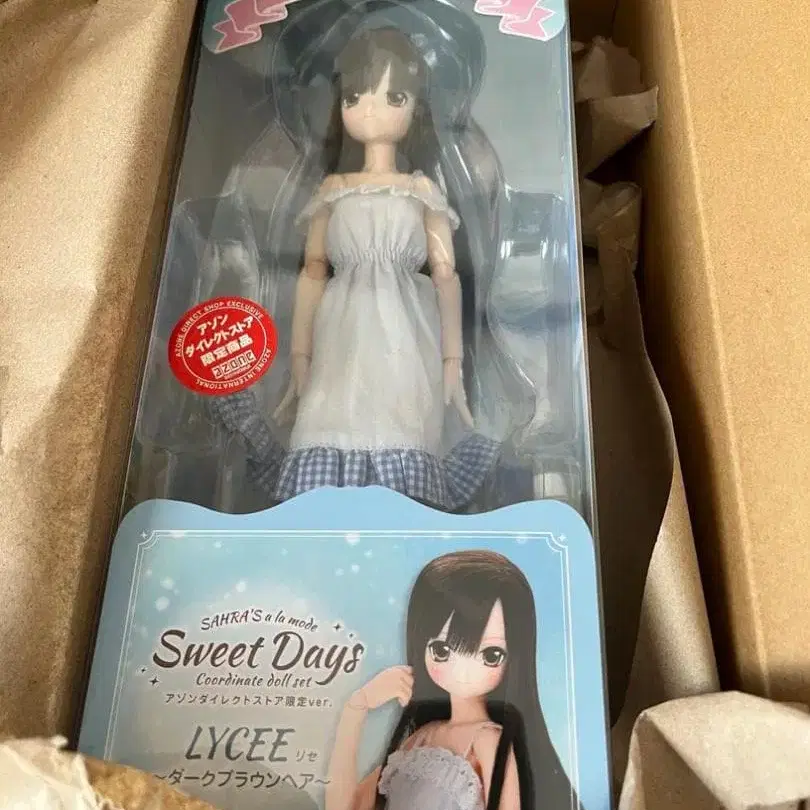 AZONE DIRECT SHOP EXCLUSIVE
アゾン
ダイレクトストア
限定商品
AZONE
AZONE INTERNATIONAL
SAHRA'S a la mode
Sweet Days
Coordinate doll set
アゾンダイレクトストア限定ver.
LYCEE リセ
～ダークブラウンヘア～